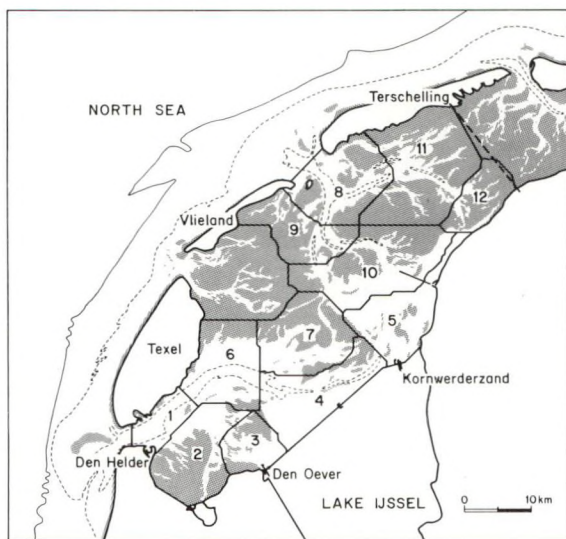 NORTH SEA
Terschelling
11
12
8
Vlieland
9
10
Texel
7
5
6
Kornwerderzand
4
1
3
Den Helder
2
Den Oever
LAKE IJSSEL
0 10km